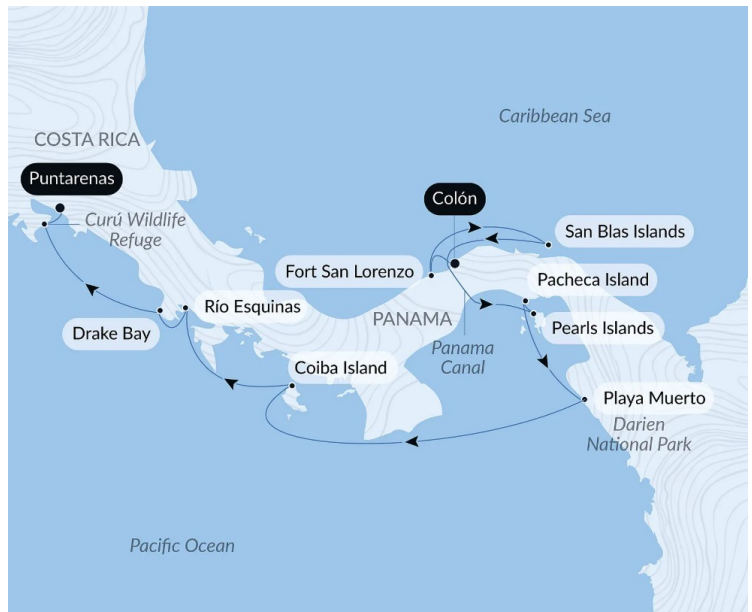 Caribbean Sea
COSTA RICA
Puntarenas
Colón
Curú Wildlife
Refuge
San Blas Islands
Fort San Lorenzo
Pacheca Island
Río Esquinas
PANAMA
Pearls Islands
Drake Bay
Panama
Canal
Coiba Island
Playa Muerto
Darien
National Park
Pacific Ocean